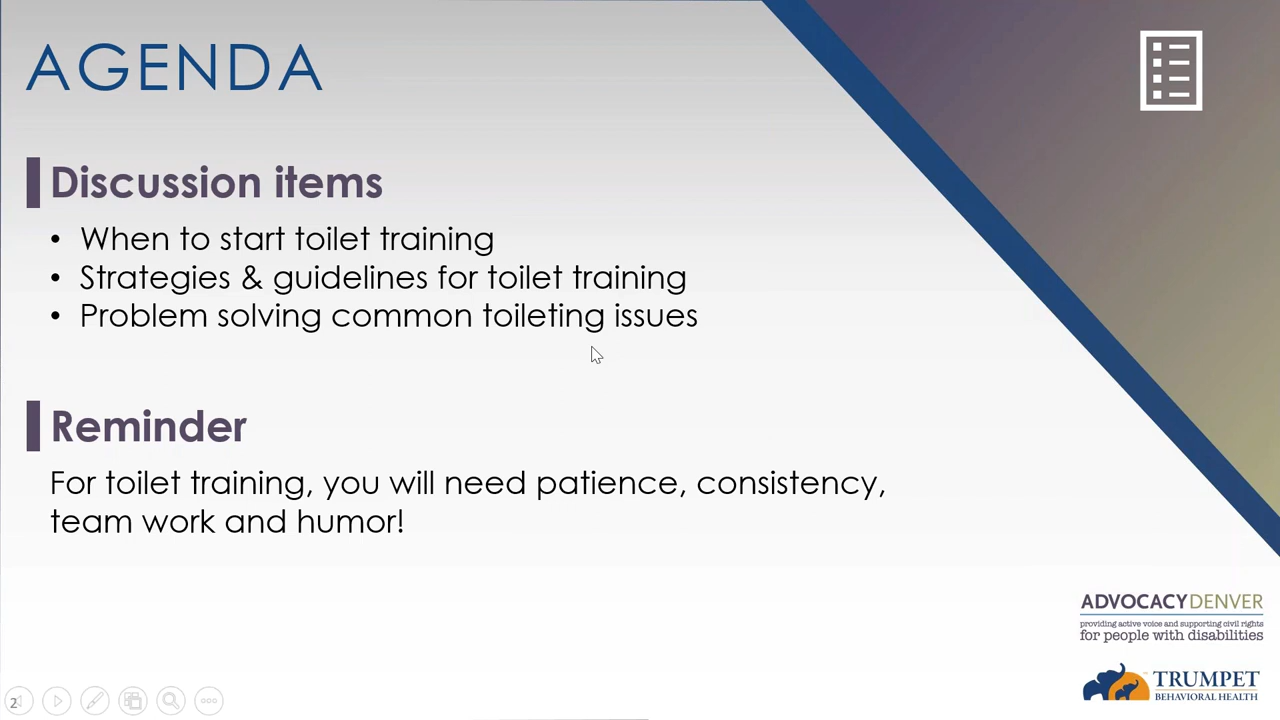 AGENDA
Discussion items
• When to start toilet training
• Strategies & guidelines for toilet training
• Problem solving common toileting issues
Reminder
For toilet training, you will need patience, consistency,
team work and humor!
ADVOCACYDENVER
providing active voice and supporting civil rights
for people with disabilities
TRUMPET
BEHAVIORAL HEALTH
2